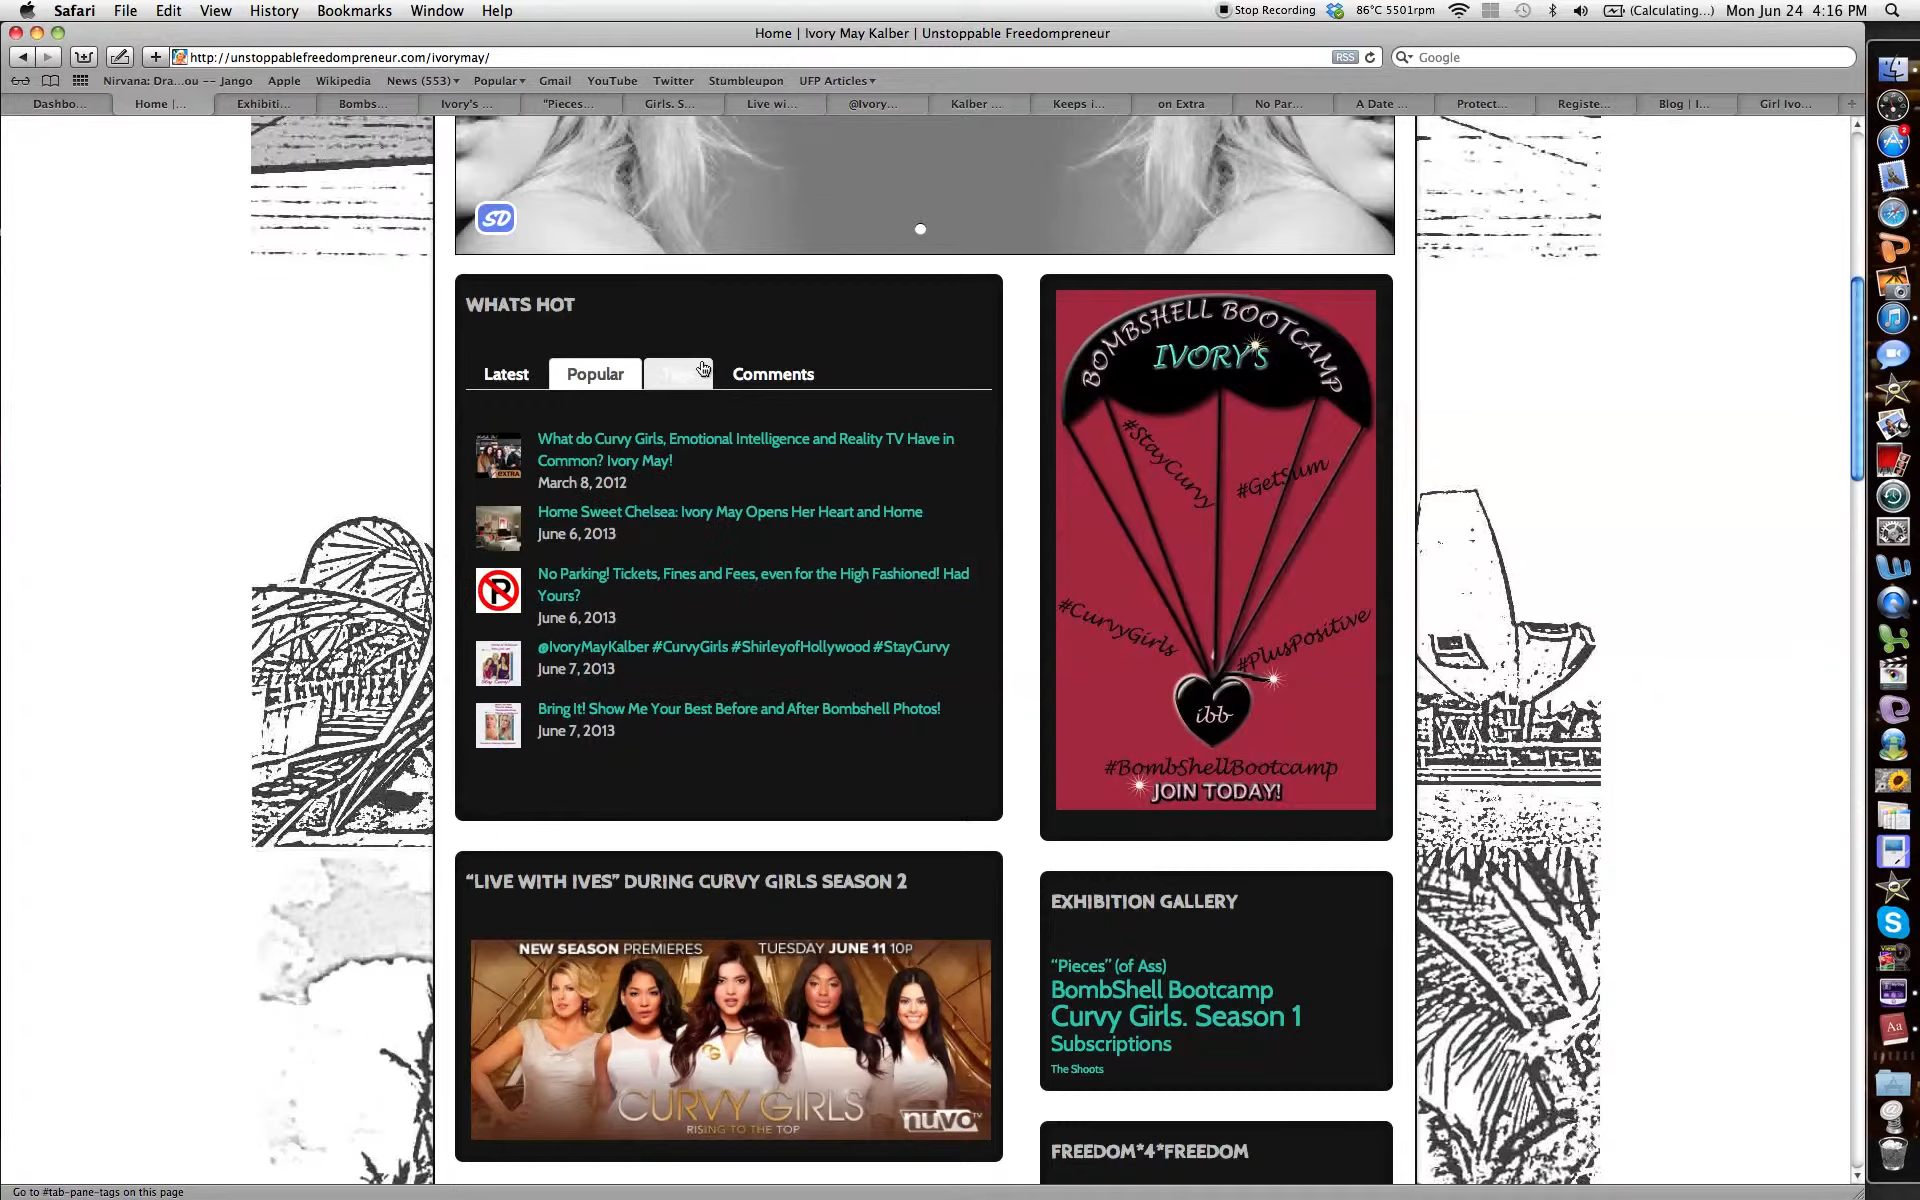 Safari File Edit View History Bookmarks Window Help Stop Recording 86°C 5501rpm (Calculating...) Mon Jun 24 4:16 PM
Home | Ivory May Kalber | Unstoppable Freedompreneur
http://unstoppablefreedompreneur.com/ivorymay/ RSS Google
Nirvana: Dra...ou -- Jango Apple Wikipedia News (553) Popular Gmail YouTube Twitter Stumbleupon UFP Articles
Dashbo... Home |... Exhibiti... Bombs... Ivory's ... "Pieces... Girls. S... Live wi... @Ivory... Kalber ... Keeps i... on Extra No Par... A Date ... Protect... Registe... Blog | I... Girl Ivo...
SD
WHATS HOT
Latest Popular Tags Comments
What do Curvy Girls, Emotional Intelligence and Reality TV Have in
Common? Ivory May!
March 8, 2012
Home Sweet Chelsea: Ivory May Opens Her Heart and Home
June 6, 2013
No Parking! Tickets, Fines and Fees, even for the High Fashioned! Had
Yours?
June 6, 2013
@IvoryMayKalber #CurvyGirls #ShirleyofHollywood #StayCurvy
June 7, 2013
Bring It! Show Me Your Best Before and After Bombshell Photos!
June 7, 2013
BOMBSHELL BOOTCAMP
IVORY'S
#StayCurvy
#GetSum
#CurvyGirls
#PlusPositive
ibb
#BombShellBootcamp
JOIN TODAY!
"LIVE WITH IVES" DURING CURVY GIRLS SEASON 2
NEW SEASON PREMIERES TUESDAY JUNE 11 10P
CURVY GIRLS
RISING TO THE TOP
nuvo TV
EXHIBITION GALLERY
"Pieces" (of Ass)
BombShell Bootcamp
Curvy Girls. Season 1
Subscriptions
The Shoots
FREEDOM*4*FREEDOM
Go to #tab-pane-tags on this page